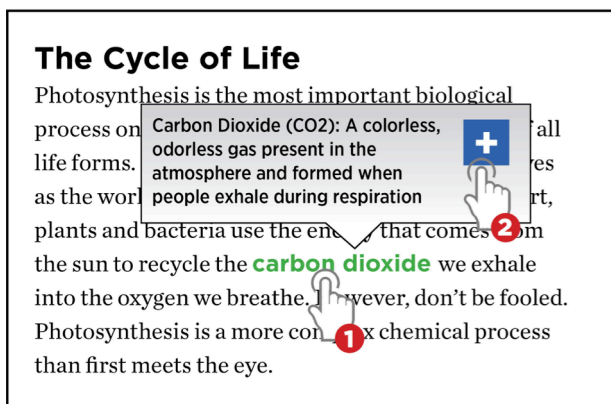 The Cycle of Life
Photosynthesis is the most important biological
process on all
life forms.
as the
plants and bacteria use the that comes
the sun to recycle the carbon dioxide we exhale
into the oxygen we breathe. However, don't be fooled.
Photosynthesis is a more chemical process
than first meets the eye.
Carbon Dioxide (CO2): A colorless,
odorless gas present in the
atmosphere and formed when
people exhale during respiration
+
2
1